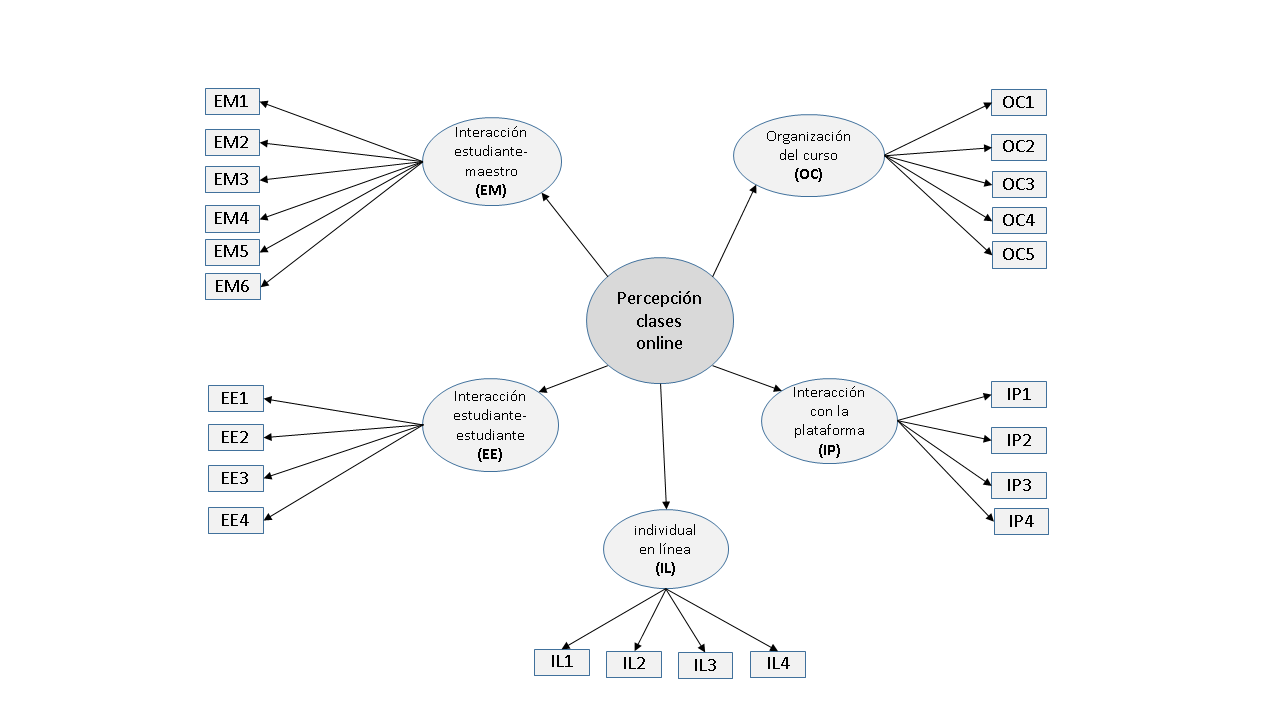 EM1
EM2
EM3
EM4
EM5
EM6
Interacción
estudiante-
maestro
(EM)
Organización
del curso
(OC)
OC1
OC2
OC3
OC4
OC5
Percepción
clases
online
EE1
EE2
EE3
EE4
Interacción
estudiante-
estudiante
(EE)
Interacción
con la
plataforma
(IP)
IP1
IP2
IP3
IP4
individual
en línea
(IL)
IL1
IL2
IL3
IL4